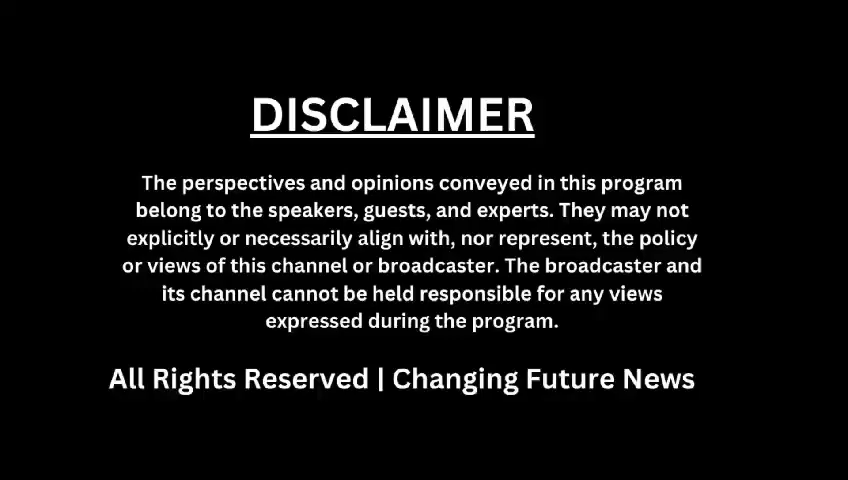 DISCLAIMER
The perspectives and opinions conveyed in this program
belong to the speakers, guests, and experts. They may not
explicitly or necessarily align with, nor represent, the policy
or views of this channel or broadcaster. The broadcaster and
its channel cannot be held responsible for any views
expressed during the program.
All Rights Reserved | Changing Future News